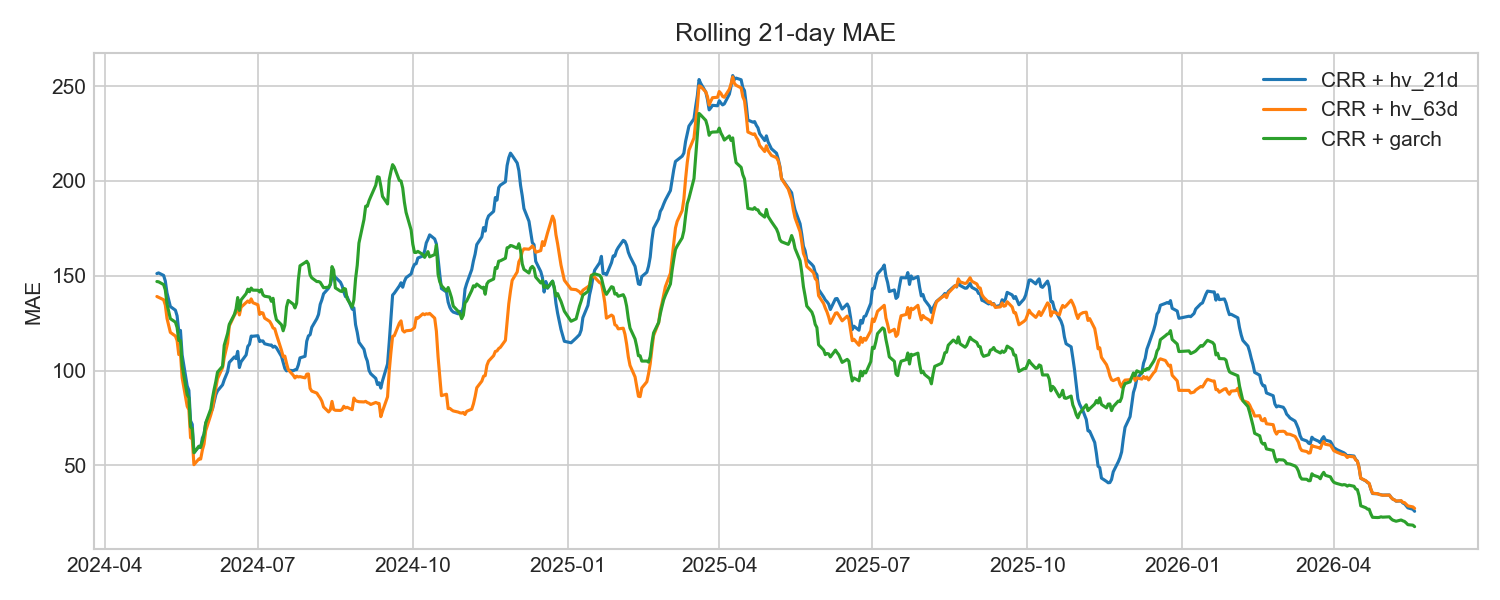 Rolling 21-day MAE
CRR + hv_21d
CRR + hv_63d
CRR + garch
MAE
250
200
150
100
50
2024-04 2024-07 2024-10 2025-01 2025-04 2025-07 2025-10 2026-01 2026-04